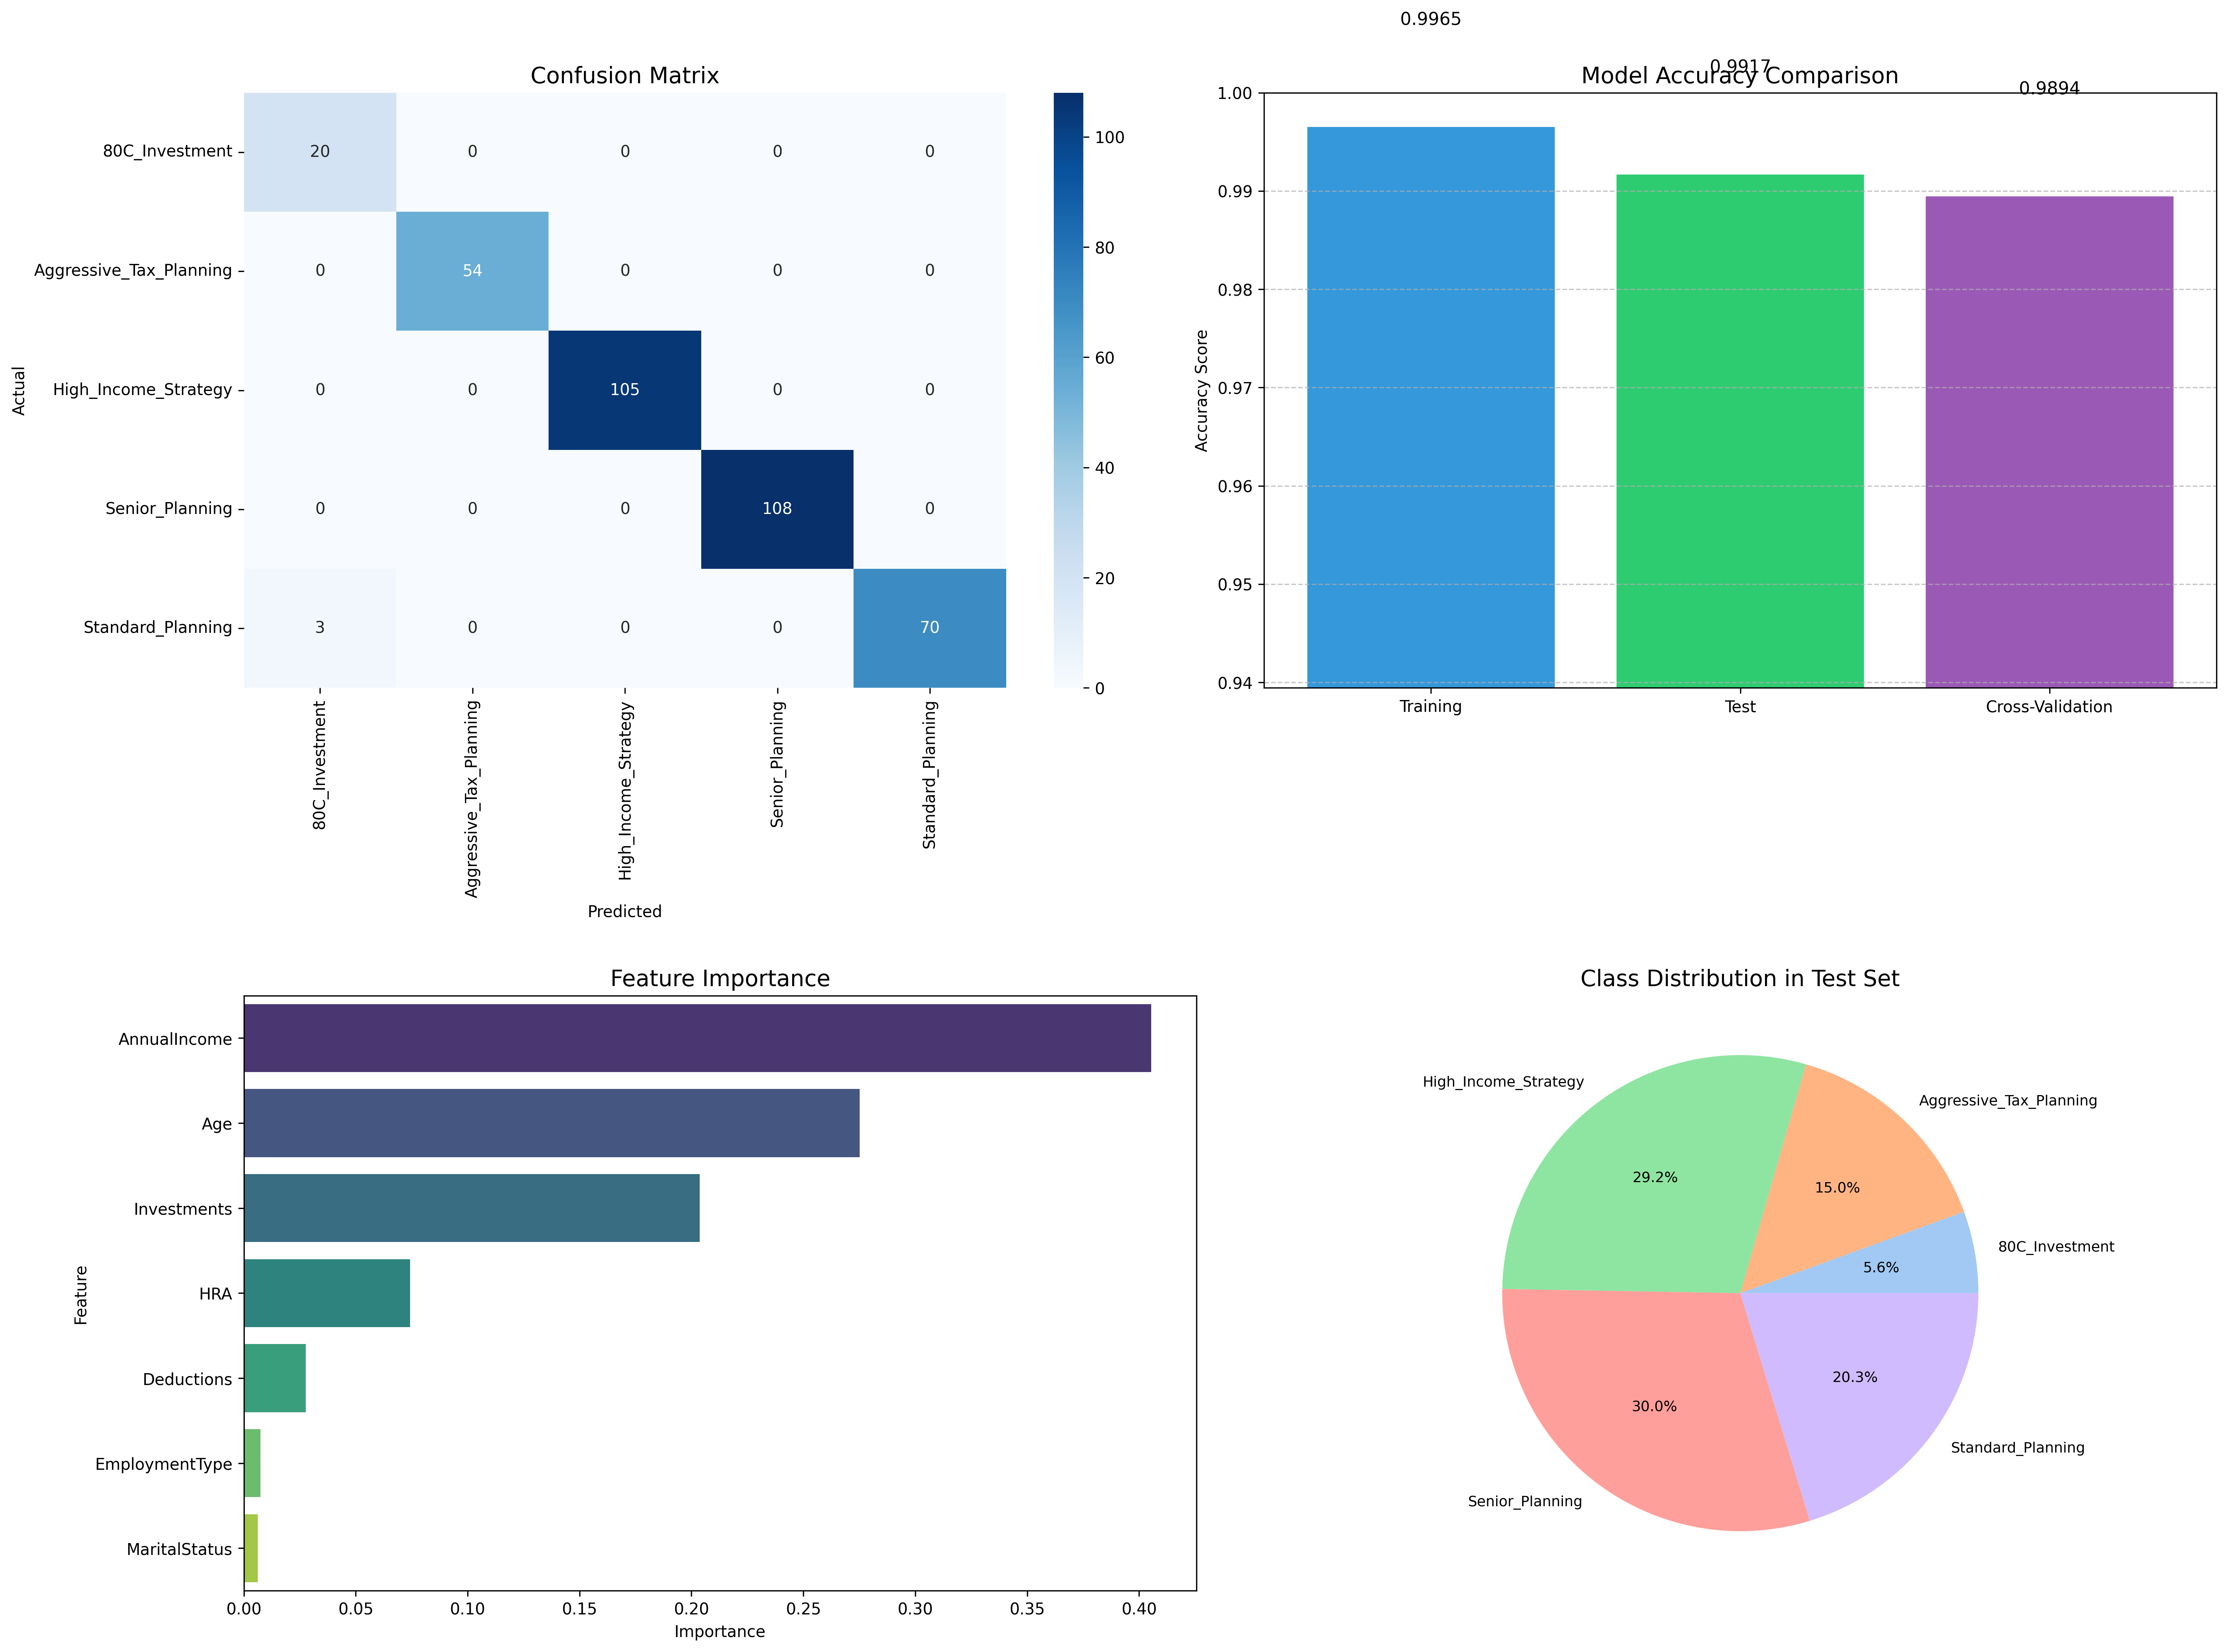 Confusion Matrix
80C_Investment
Aggressive_Tax_Planning
High_Income_Strategy
Senior_Planning
Standard_Planning
Actual
20 0 0 0 0
0 54 0 0 0
0 0 105 0 0
0 0 0 108 0
3 0 0 0 70
80C_Investment
Aggressive_Tax_Planning
High_Income_Strategy
Senior_Planning
Standard_Planning
Predicted
100
80
60
40
20
0
0.9965
0.9917
Model Accuracy Comparison
0.9894
1.00
0.99
0.98
0.97
0.96
0.95
0.94
Accuracy Score
Training
Test
Cross-Validation
Feature Importance
AnnualIncome
Age
Investments
HRA
Deductions
EmploymentType
MaritalStatus
Feature
0.00 0.05 0.10 0.15 0.20 0.25 0.30 0.35 0.40
Importance
Class Distribution in Test Set
High_Income_Strategy
Aggressive_Tax_Planning
29.2%
15.0%
80C_Investment
5.6%
20.3%
30.0%
Standard_Planning
Senior_Planning